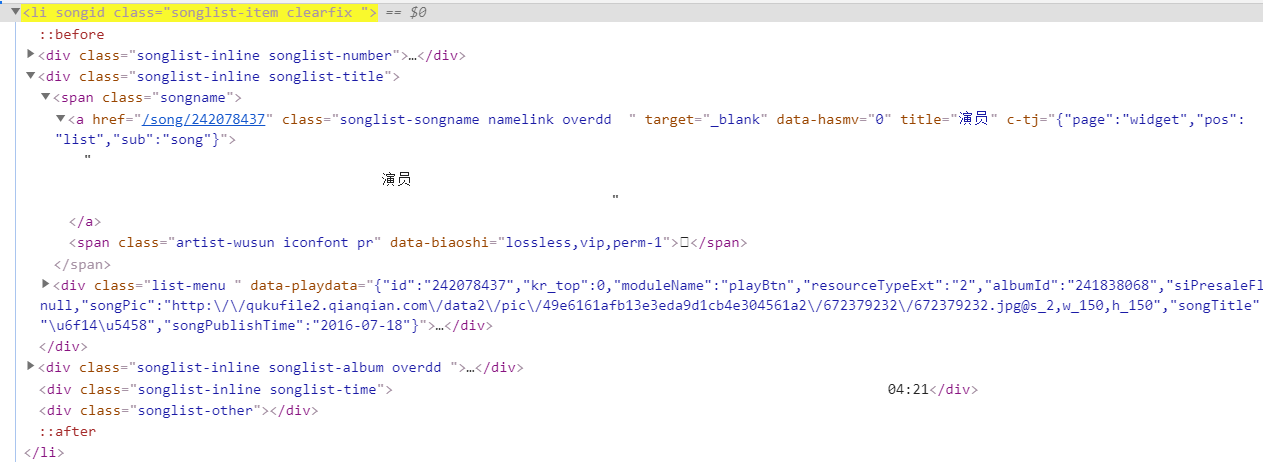 <li songid class="songlist-item clearfix "> == $0
::before
<div class="songlist-inline songlist-number">…</div>
<div class="songlist-inline songlist-title">
<span class="songname">
<a href="/song/242078437" class="songlist-songname namelink overdd  " target="_blank" data-hasmv="0" title="演员" c-tj="{"page":"widget","pos":
"list","sub":"song"}">
"
演员
"
</a>
<span class="artist-wusun iconfont pr" data-biaoshi="lossless,vip,perm-1">▯</span>
</span>
<div class="list-menu " data-playdata="{"id":"242078437","kr_top":0,"moduleName":"playBtn","resourceTypeExt":"2","albumId":"241838068","siPresaleFl
null,"songPic":"http:\/\/qukufile2.qianqian.com\/data2\/pic\/49e6161afb13e3eda9d1cb4e304561a2\/672379232\/672379232.jpg@s_2,w_150,h_150","songTitle"
"\u6f14\u5458","songPublishTime":"2016-07-18"}">…</div>
</div>
<div class="songlist-inline songlist-album overdd ">…</div>
<div class="songlist-inline songlist-time"> 04:21</div>
<div class="songlist-other"></div>
::after
</li>